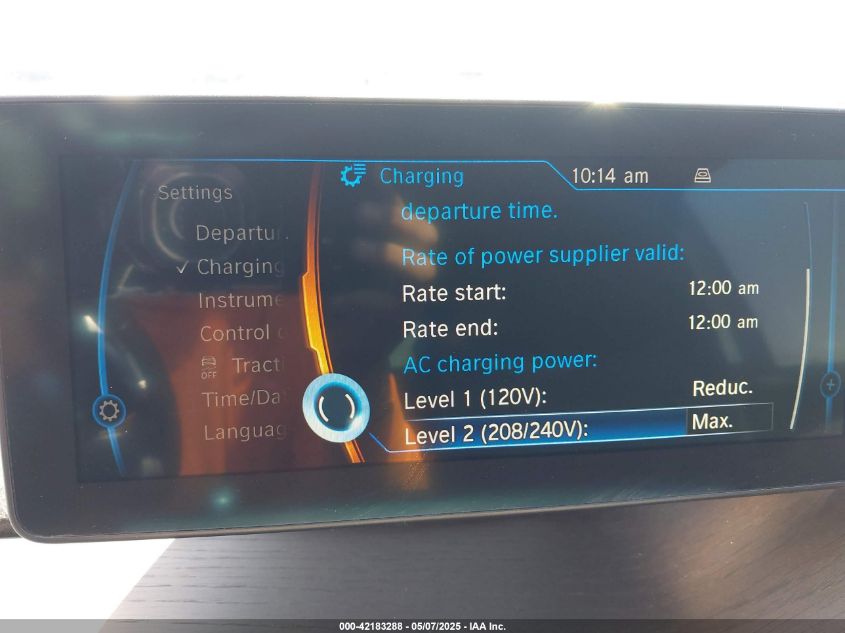 Settings
Departu
✓ Charging
Instrume
Control
OFF Tracti
Time/Da
Languag
Charging 10:14 am
departure time.
Rate of power supplier valid:
Rate start: 12:00 am
Rate end: 12:00 am
AC charging power:
Level 1 (120V): Reduc.
Level 2 (208/240V): Max.
000-42183288 - 05/07/2025 - IAA Inc.